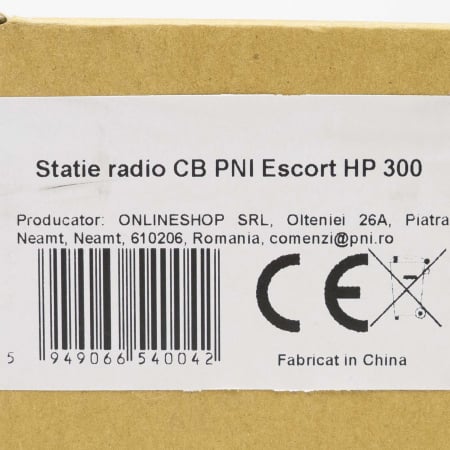 Statie radio CB PNI Escort HP 300
Producator: ONLINESHOP SRL, Olteniei 26A, Piatra
Neamt, Neamt, 610206, Romania, comenzi@pni.ro
CE
5 949066 540042
Fabricat in China